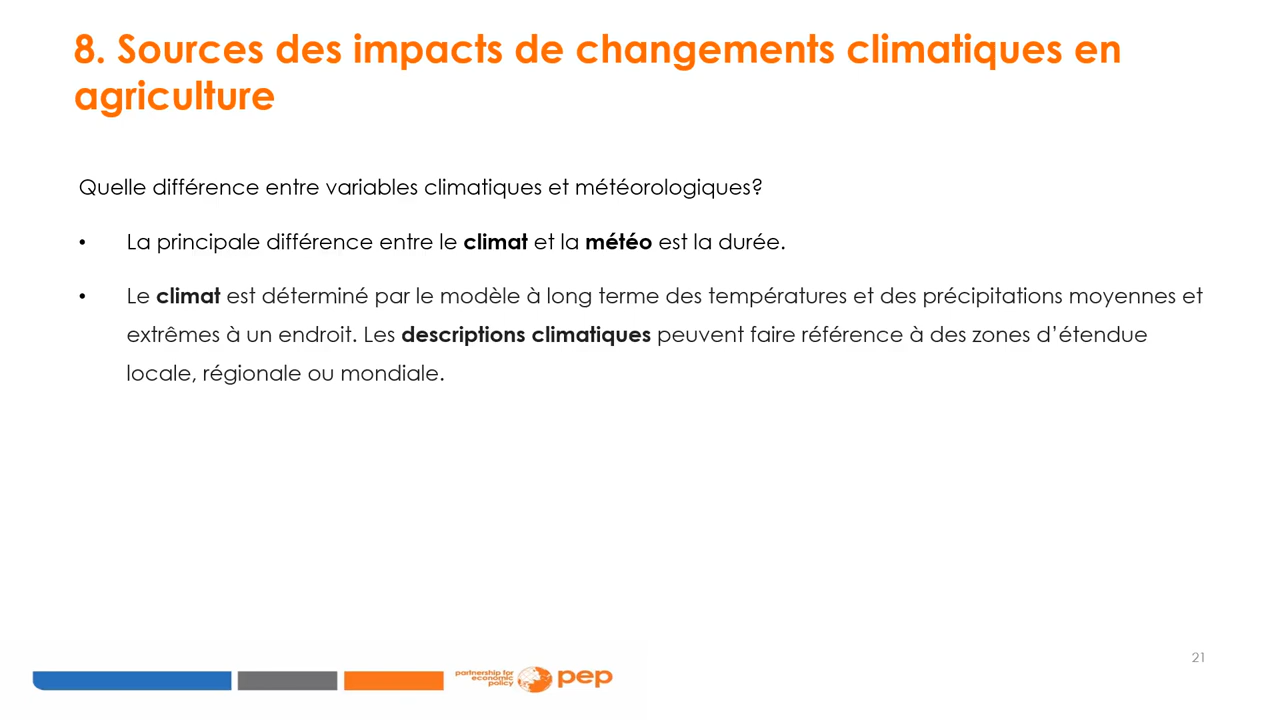 8. Sources des impacts de changements climatiques en
agriculture
Quelle différence entre variables climatiques et météorologiques?
• La principale différence entre le climat et la météo est la durée.
• Le climat est déterminé par le modèle à long terme des températures et des précipitations moyennes et
extrêmes à un endroit. Les descriptions climatiques peuvent faire référence à des zones d’étendue
locale, régionale ou mondiale.
21
partnership for
economic
policy
pep